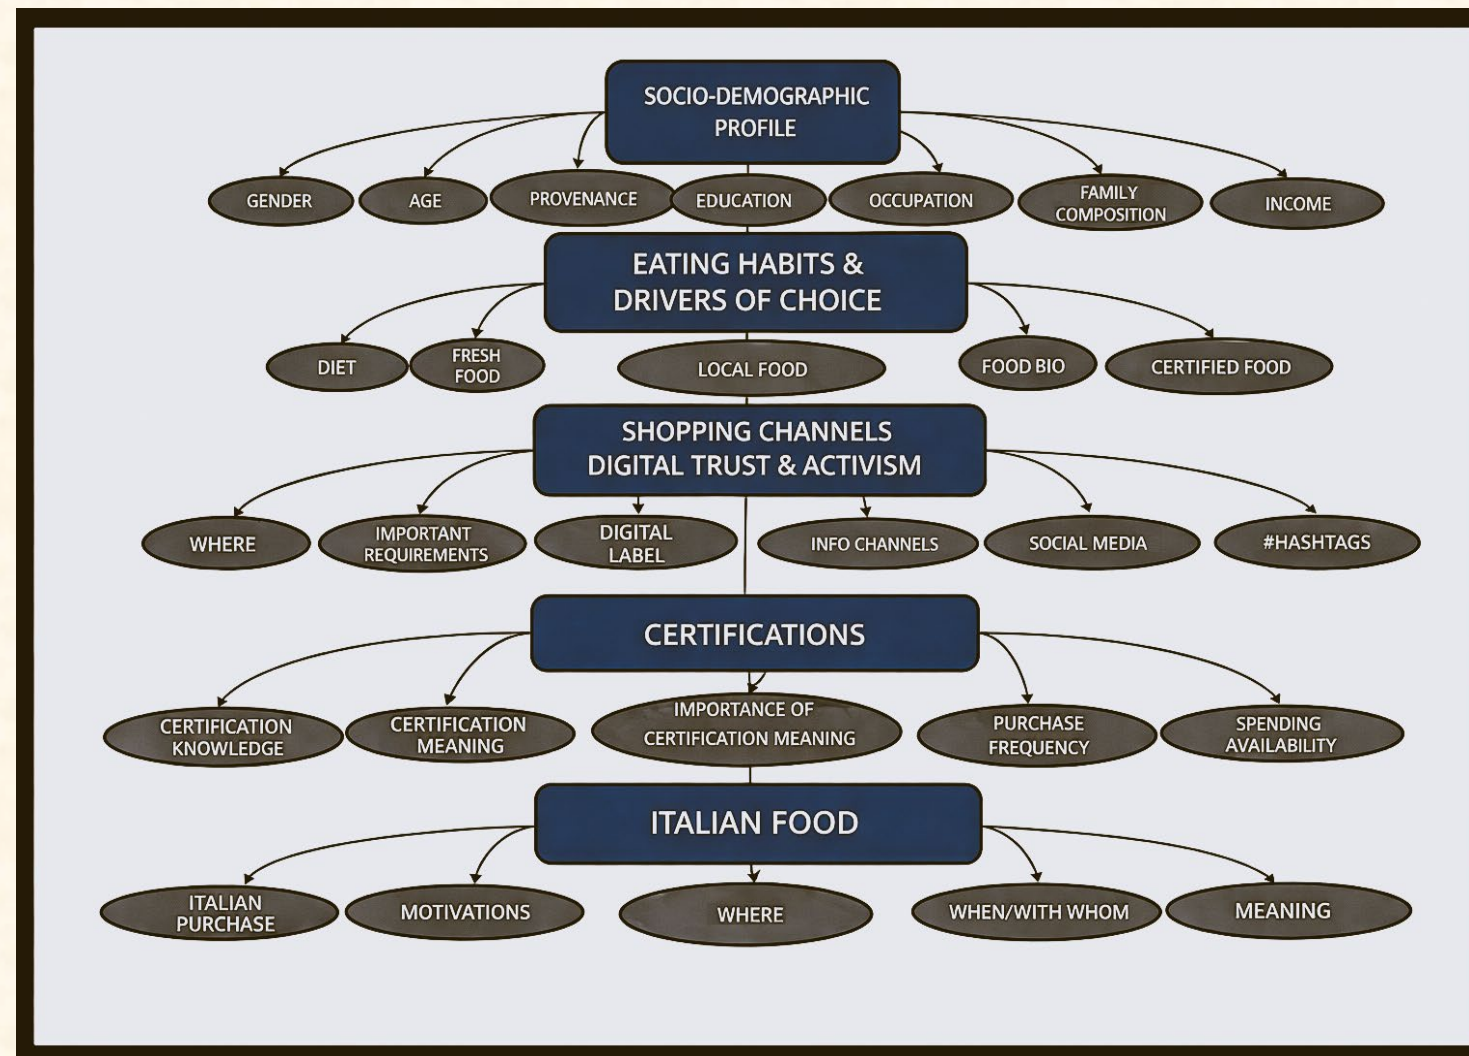 SOCIO-DEMOGRAPHIC
PROFILE
GENDER
AGE
PROVENANCE
EDUCATION
OCCUPATION
FAMILY
COMPOSITION
INCOME
EATING HABITS &
DRIVERS OF CHOICE
DIET
FRESH
FOOD
LOCAL FOOD
FOOD BIO
CERTIFIED FOOD
SHOPPING CHANNELS
DIGITAL TRUST & ACTIVISM
WHERE
IMPORTANT
REQUIREMENTS
DIGITAL
LABEL
INFO CHANNELS
SOCIAL MEDIA
#HASHTAGS
CERTIFICATIONS
CERTIFICATION
KNOWLEDGE
CERTIFICATION
MEANING
IMPORTANCE OF
CERTIFICATION MEANING
PURCHASE
FREQUENCY
SPENDING
AVAILABILITY
ITALIAN FOOD
ITALIAN
PURCHASE
MOTIVATIONS
WHERE
WHEN/WITH WHOM
MEANING